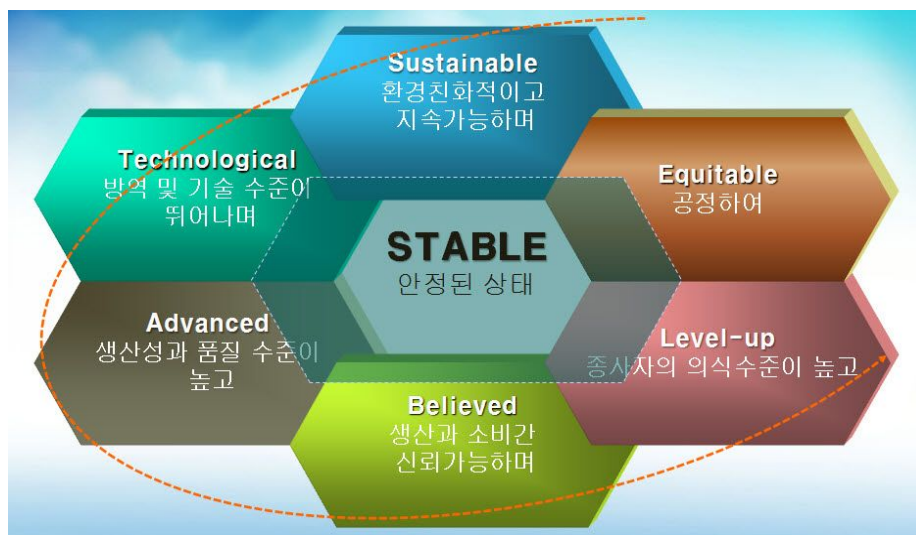 Sustainable
환경친화적이고
지속가능하며
Technological
방역 및 기술 수준이
뛰어나며
Equitable
공정하여
STABLE
안정된 상태
Advanced
생산성과 품질 수준이
높고
Level-up
종사자의 의식수준이 높고
Believed
생산과 소비간
신뢰가능하며